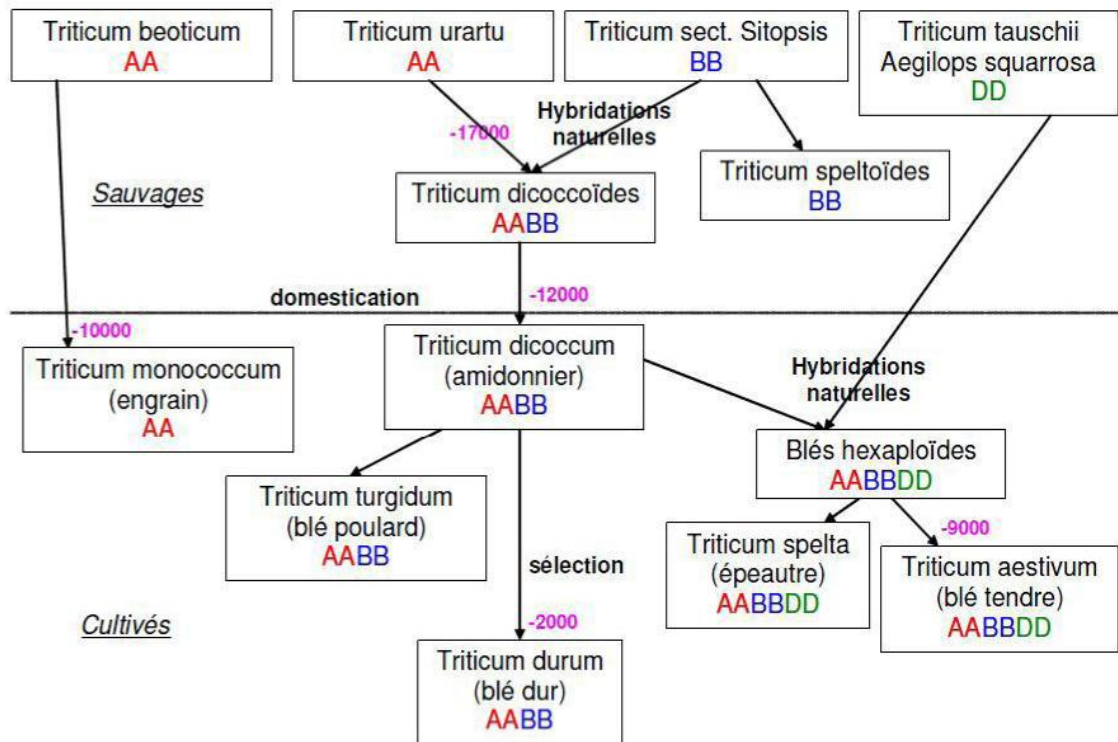 Triticum beoticum
AA
Triticum urartu
AA
Triticum sect. Sitopsis
BB
Triticum tauschii
Aegilops squarrosa
DD
-17000
Hybridations
naturelles
Sauvages
Triticum dicoccoïdes
AABB
Triticum speltoïdes
BB
domestication
-12000
-10000
Triticum monococcum
(engrain)
AA
Triticum dicoccum
(amidonnier)
AABB
Hybridations
naturelles
Blés hexaploïdes
AABBDD
Triticum turgidum
(blé poulard)
AABB
sélection
-9000
Triticum spelta
(épeautre)
AABBDD
Triticum aestivum
(blé tendre)
AABBDD
Cultivés
-2000
Triticum durum
(blé dur)
AABB